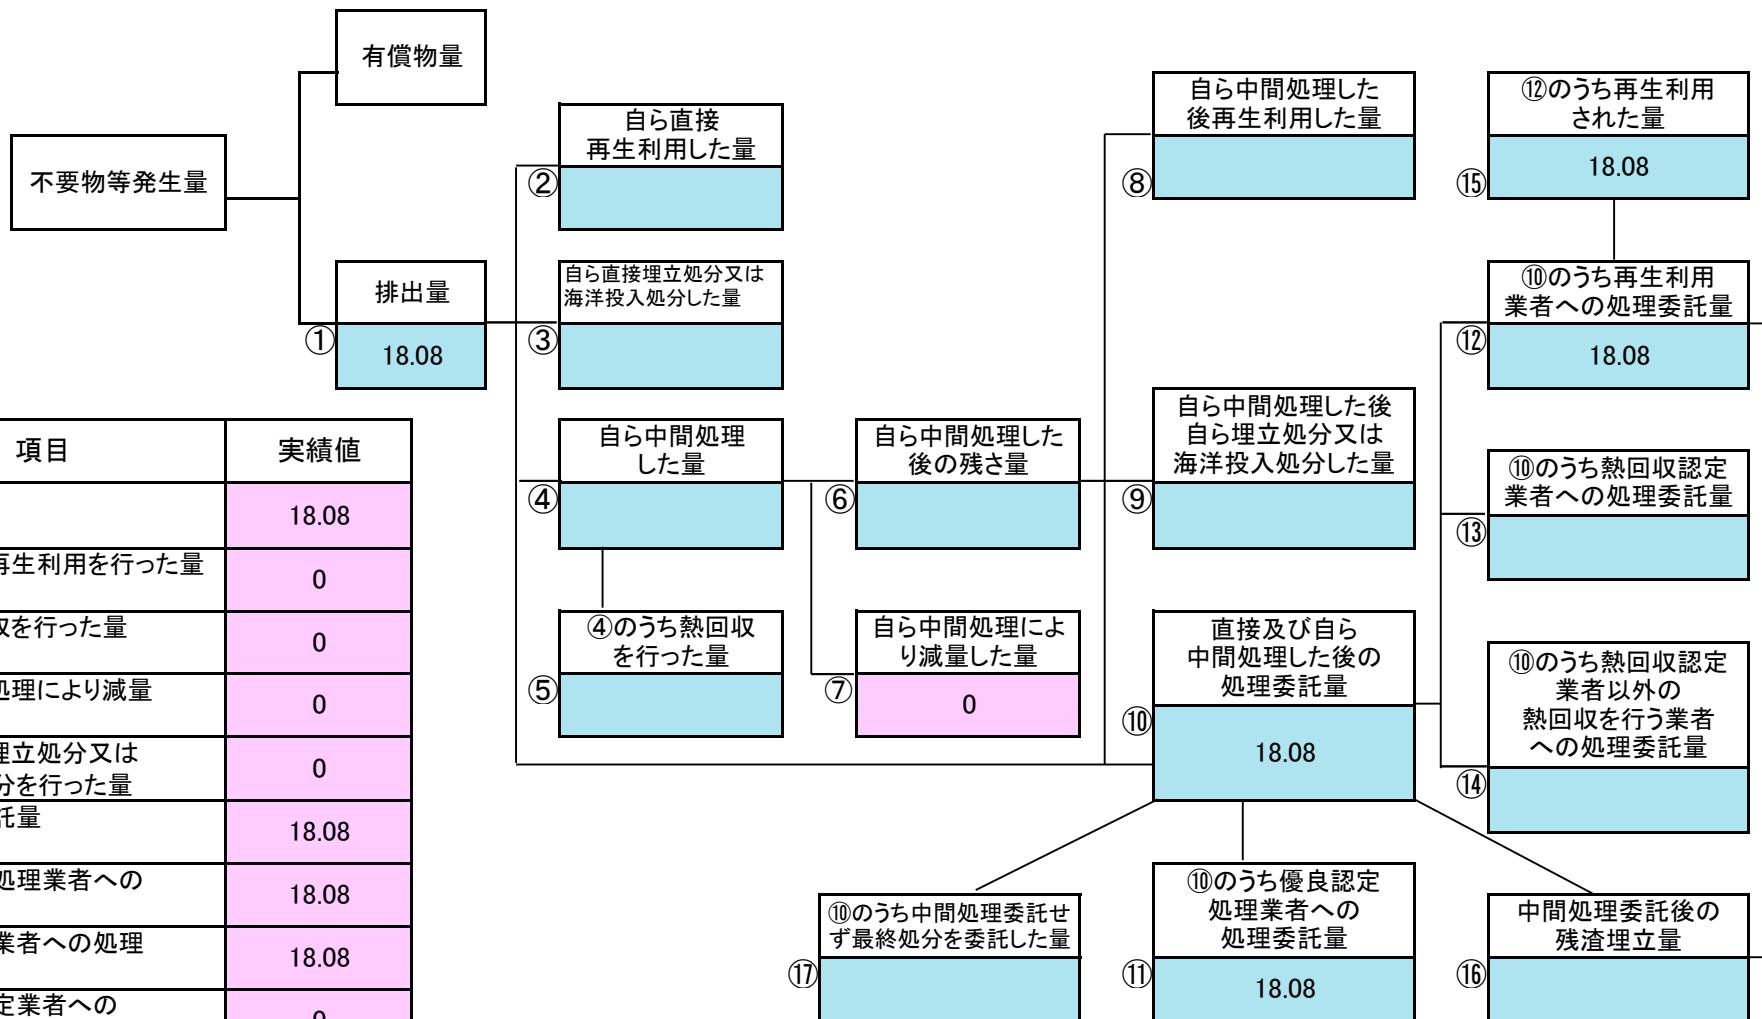 有償物量
不要物等発生量
排出量
①
18.08
自ら直接
再生利用した量
②
自ら直接埋立処分又は
海洋投入処分した量
③
自ら中間処理
した量
④
④のうち熱回収
を行った量
⑤
自ら中間処理した
後の残さ量
⑥
自ら中間処理によ
り減量した量
⑦
0
自ら中間処理した
後再生利用した量
⑧
自ら中間処理した後
自ら埋立処分又は
海洋投入処分した量
⑨
直接及び自ら
中間処理した後の
処理委託量
⑩
18.08
⑫のうち再生利用
された量
⑮
18.08
⑩のうち再生利用
業者への処理委託量
⑫
18.08
⑩のうち熱回収認定
業者への処理委託量
⑬
⑩のうち熱回収認定
業者以外の
熱回収を行う業者
への処理委託量
⑭
⑩のうち中間処理委託せ
ず最終処分を委託した量
⑰
⑩のうち優良認定
処理業者への
処理委託量
⑪
18.08
中間処理委託後の
残渣埋立量
⑯
項目
実績値
18.08
再生利用を行った量
0
収を行った量
0
処理により減量
0
埋立処分又は
分を行った量
0
託量
18.08
処理業者への
18.08
業者への処理
18.08
定業者への
0